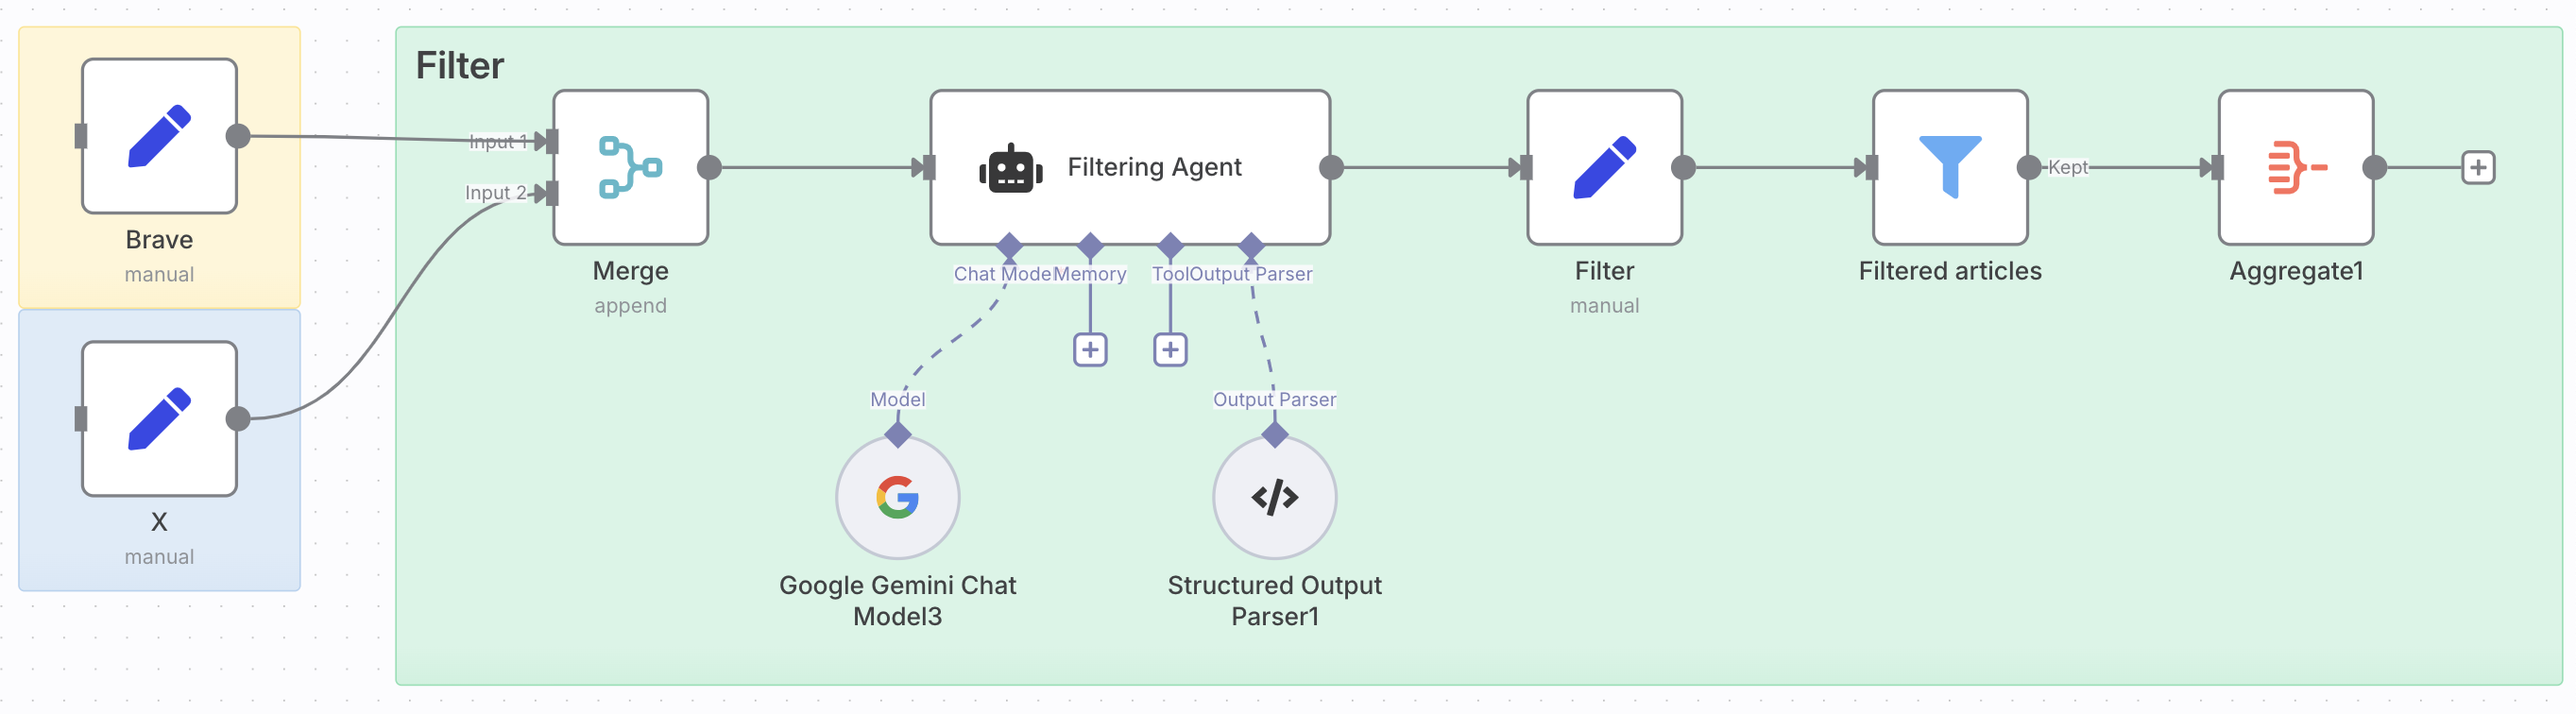 Filter
Brave
manual
X
manual
Input 1
Input 2
Merge
append
Filtering Agent
Chat Mode
Memory
Tool
Output Parser
Model
Output Parser
Google Gemini Chat
Model3
Structured Output
Parser1
Filter
manual
Filtered articles
Kept
Aggregate1